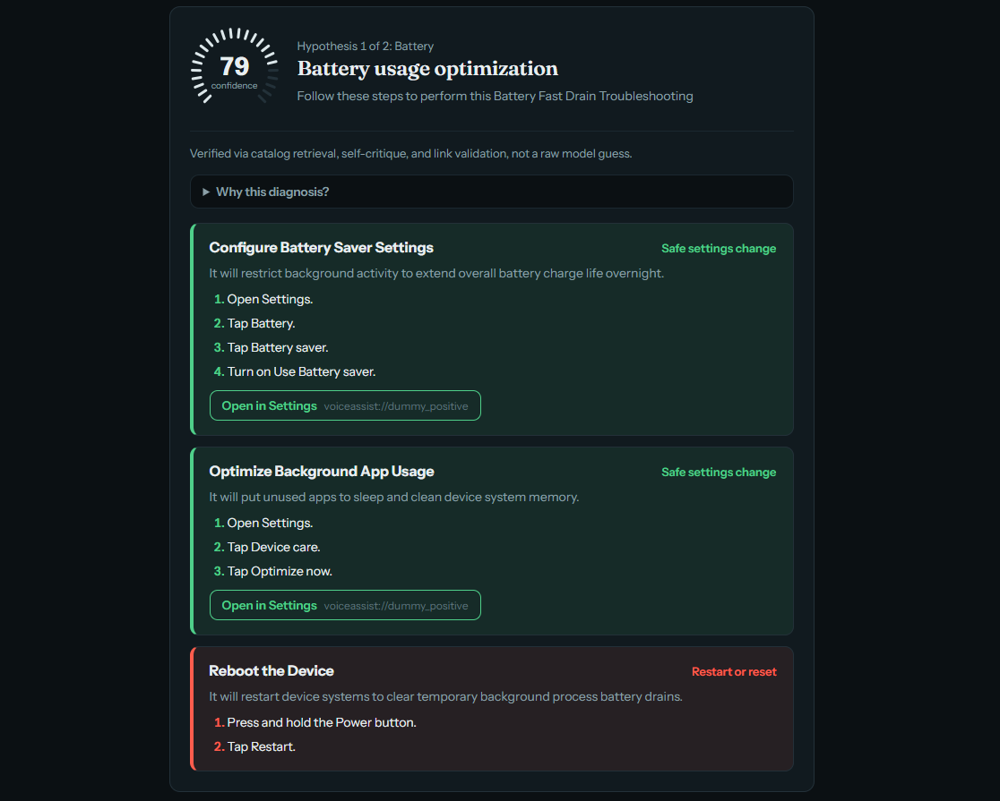 79
confidence
Hypothesis 1 of 2: Battery
Battery usage optimization
Follow these steps to perform this Battery Fast Drain Troubleshooting
Verified via catalog retrieval, self-critique, and link validation, not a raw model guess.
▶ Why this diagnosis?
Configure Battery Saver Settings Safe settings change
It will restrict background activity to extend overall battery charge life overnight.
1. Open Settings.
2. Tap Battery.
3. Tap Battery saver.
4. Turn on Use Battery saver.
Open in Settings voiceassist://dummy_positive
Optimize Background App Usage Safe settings change
It will put unused apps to sleep and clean device system memory.
1. Open Settings.
2. Tap Device care.
3. Tap Optimize now.
Open in Settings voiceassist://dummy_positive
Reboot the Device Restart or reset
It will restart device systems to clear temporary background process battery drains.
1. Press and hold the Power button.
2. Tap Restart.